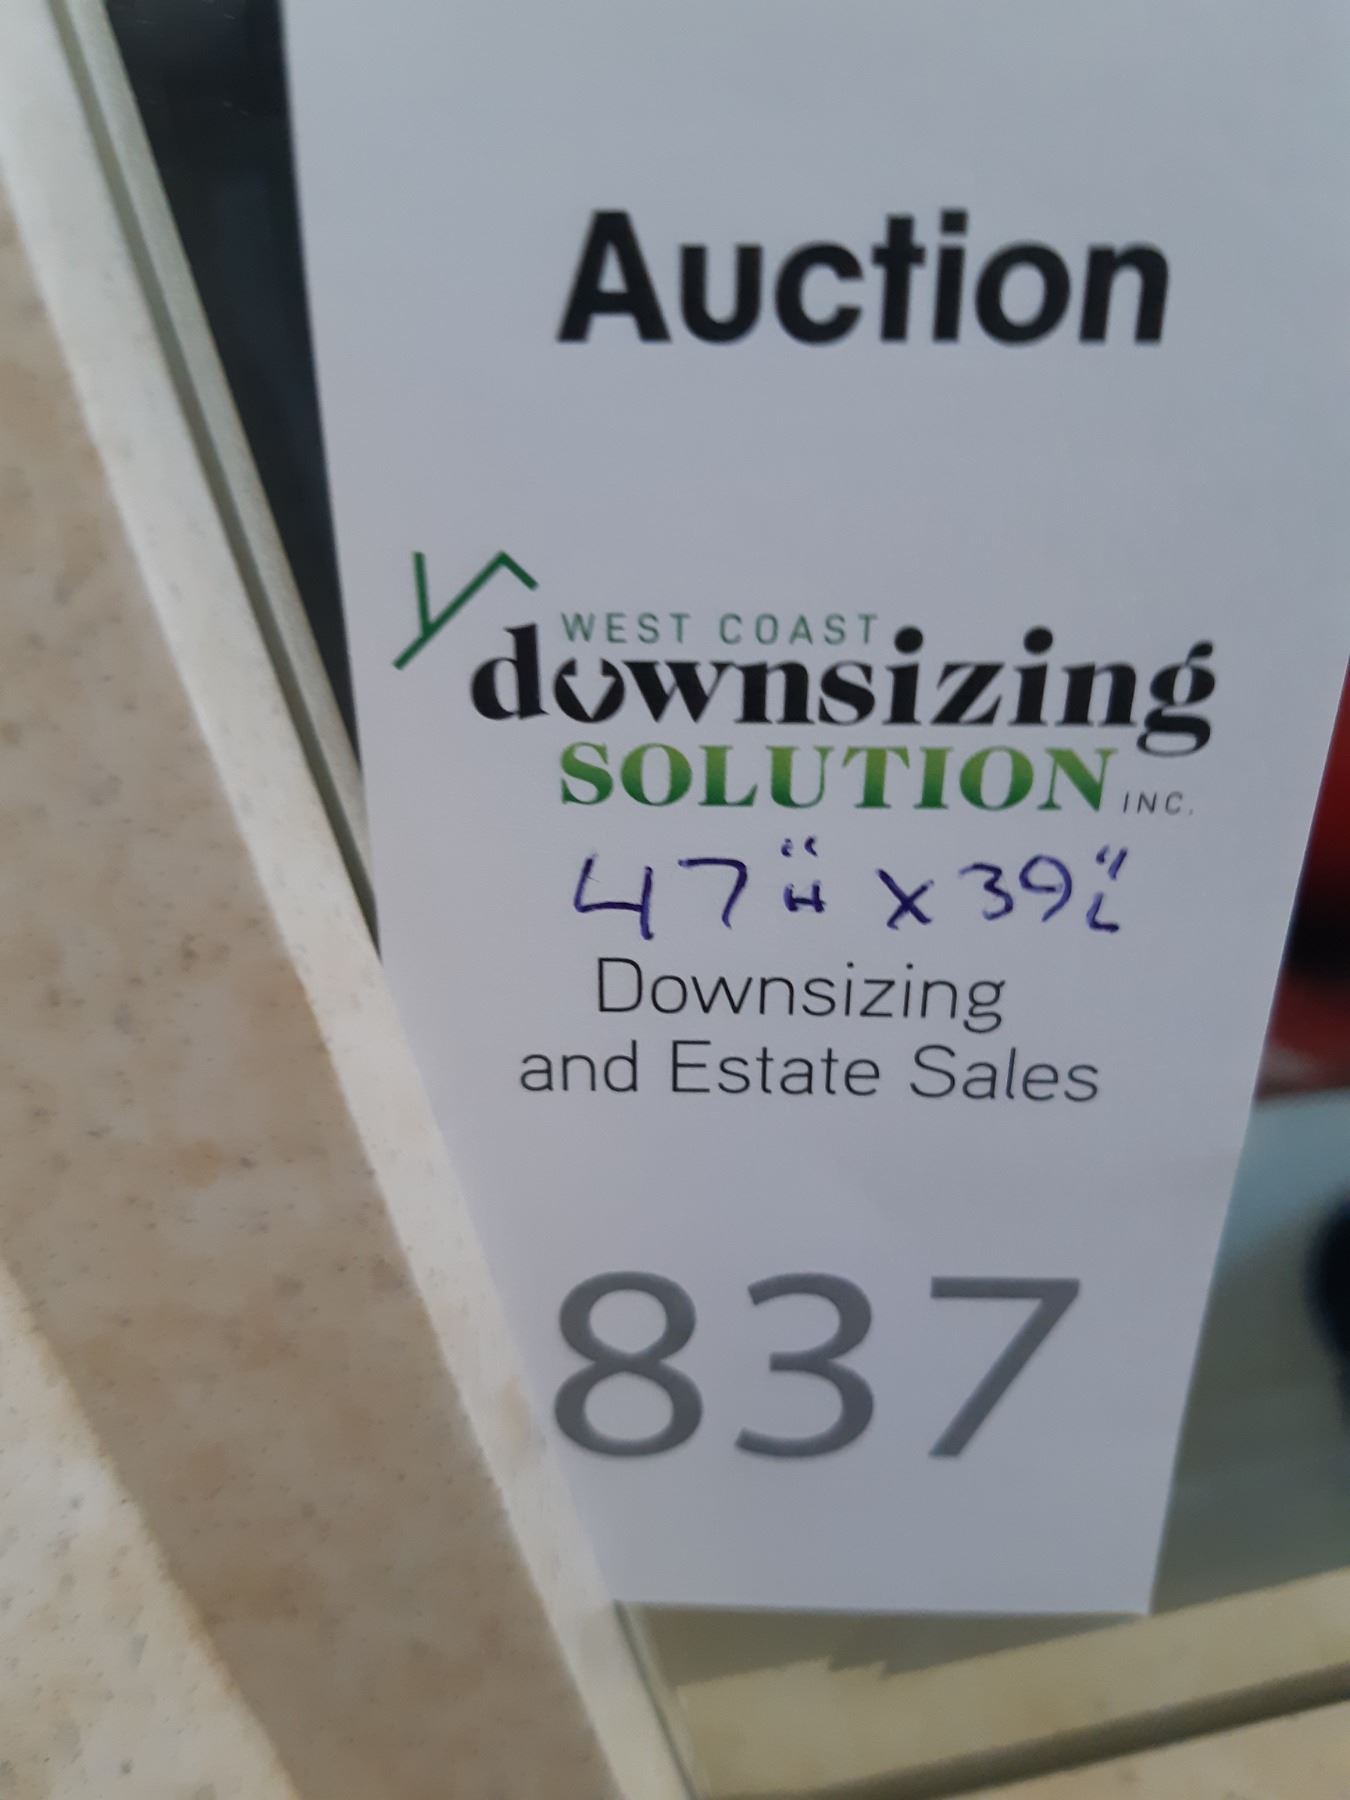 Auction
WEST COAST
downsizing
SOLUTION INC.
47" H x 39" L
Downsizing
and Estate Sales
837